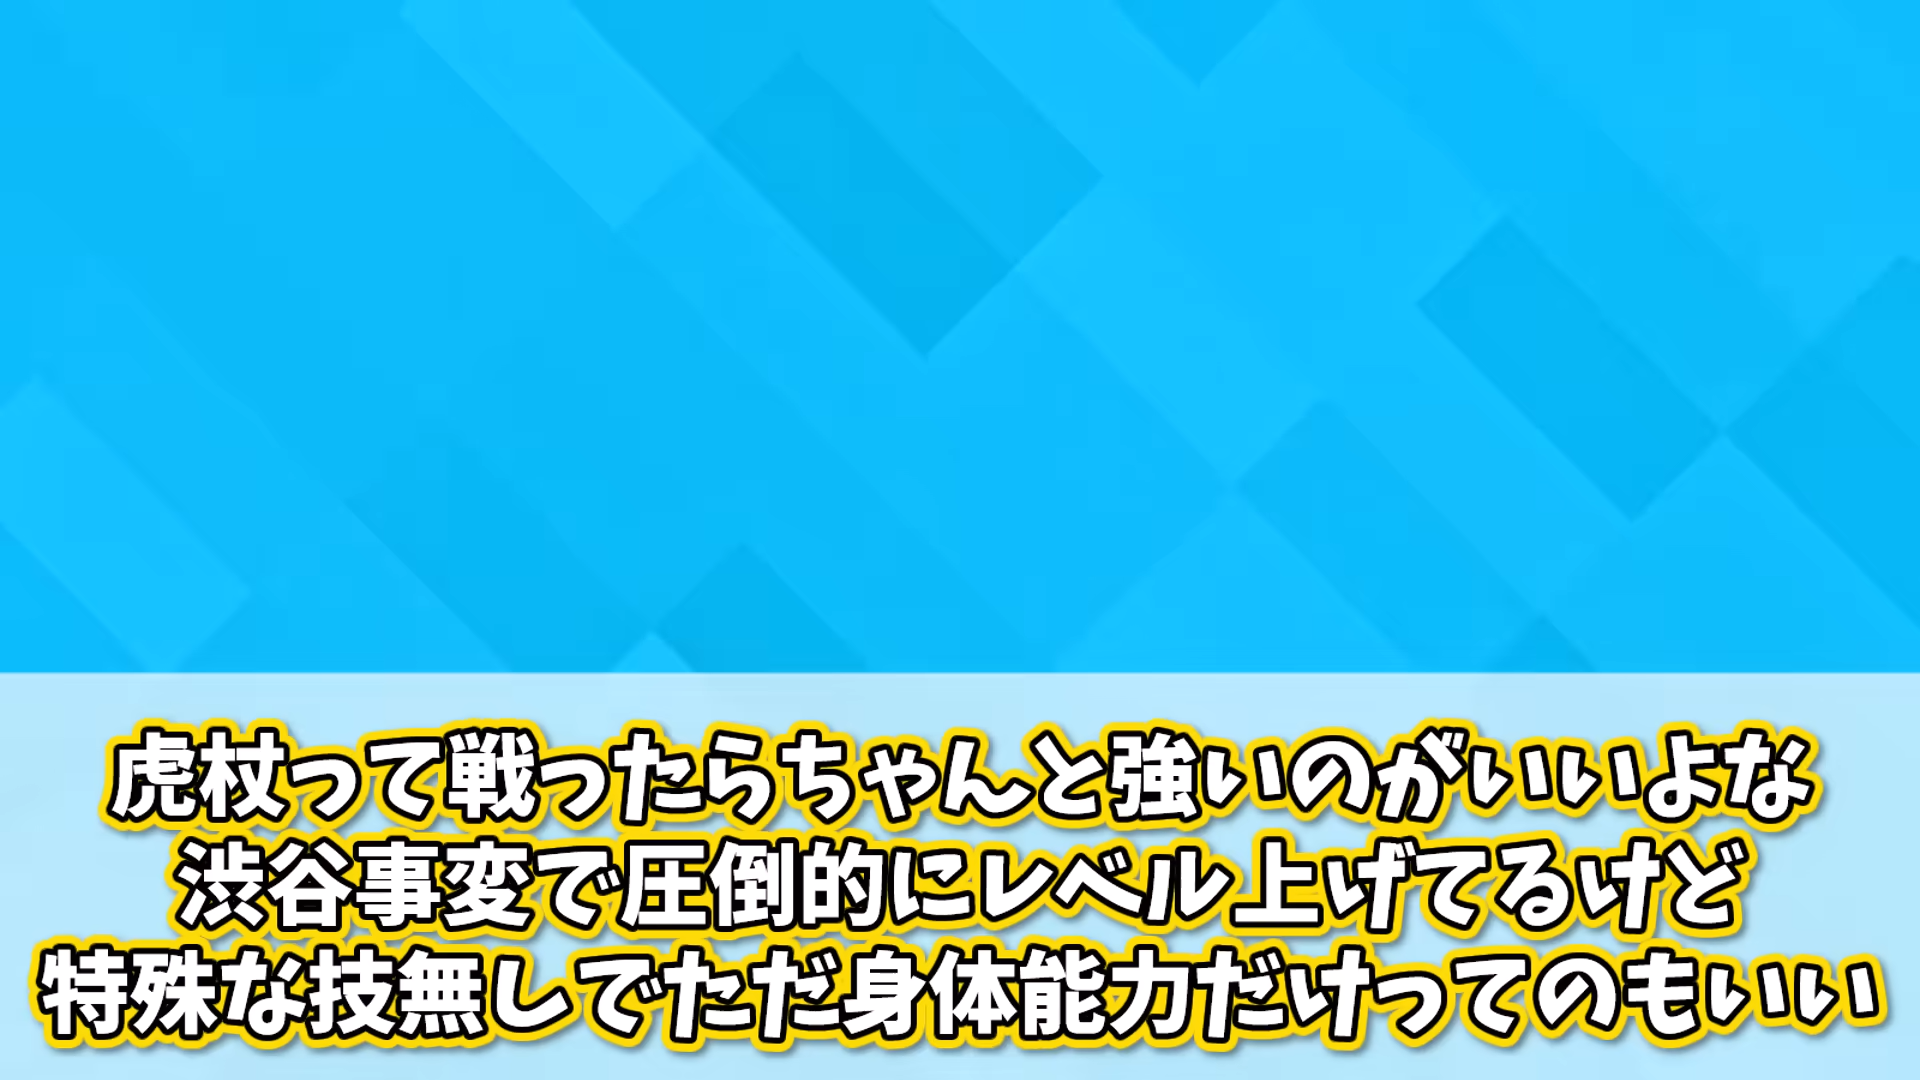 虎杖って戦ったらちゃんと強いのがいいよな
渋谷事変で圧倒的にレベル上げてるけど
特殊な技無しでただ身体能力だけってのもいい